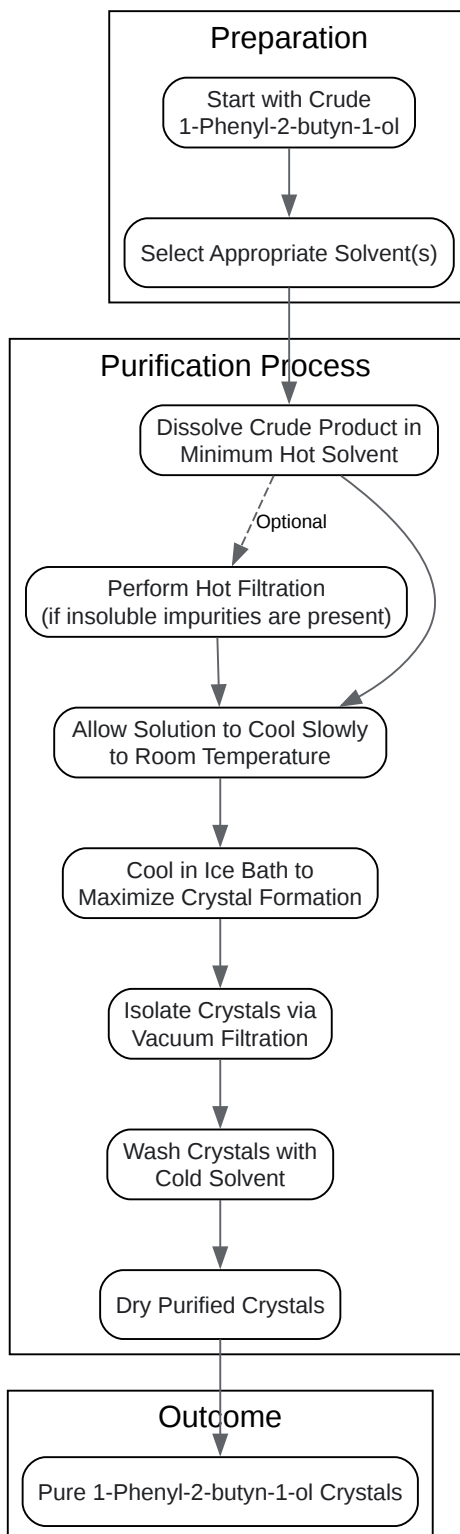 Preparation
Start with Crude
1-Phenyl-2-butyn-1-ol
Select Appropriate Solvent(s)
Purification Process
Dissolve Crude Product in
Minimum Hot Solvent
Optional
Perform Hot Filtration
(if insoluble impurities are present)
Allow Solution to Cool Slowly
to Room Temperature
Cool in Ice Bath to
Maximize Crystal Formation
Isolate Crystals via
Vacuum Filtration
Wash Crystals with
Cold Solvent
Dry Purified Crystals
Outcome
Pure 1-Phenyl-2-butyn-1-ol Crystals